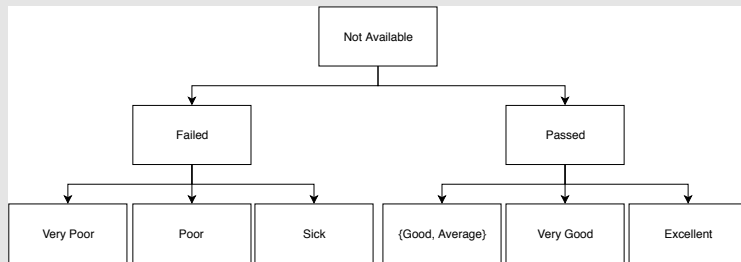 Not Available
Failed
Passed
Very Poor
Poor
Sick
{Good, Average}
Very Good
Excellent